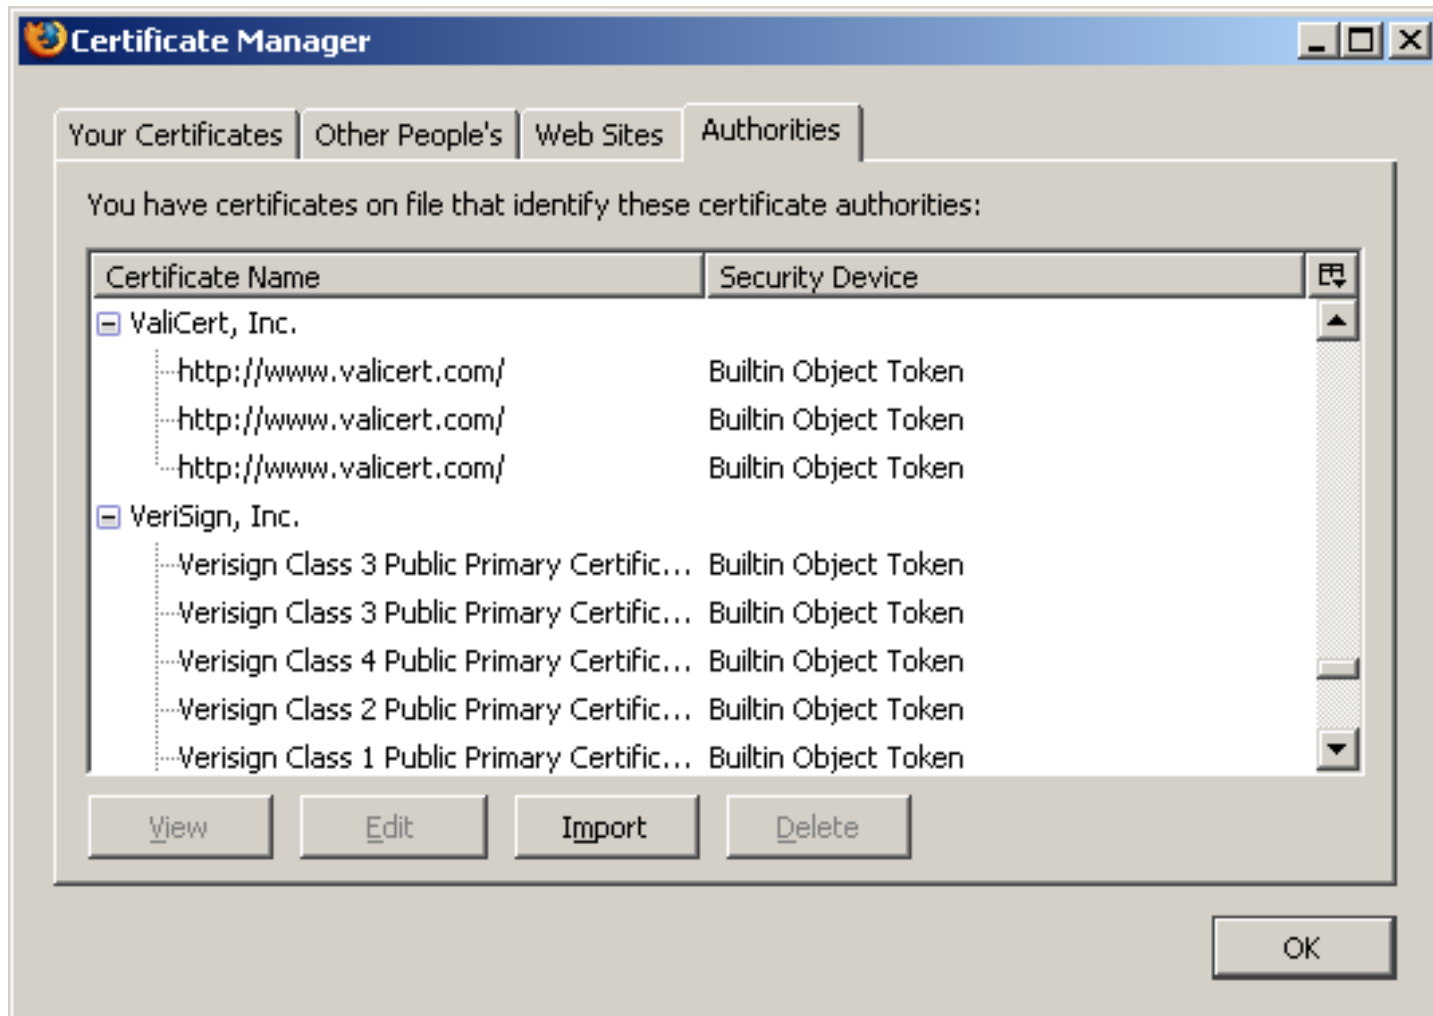 Certificate Manager
Your Certificates Other People's Web Sites Authorities
You have certificates on file that identify these certificate authorities:
Certificate Name Security Device
ValiCert, Inc.
http://www.valicert.com/ Builtin Object Token
http://www.valicert.com/ Builtin Object Token
http://www.valicert.com/ Builtin Object Token
VeriSign, Inc.
Verisign Class 3 Public Primary Certific... Builtin Object Token
Verisign Class 3 Public Primary Certific... Builtin Object Token
Verisign Class 4 Public Primary Certific... Builtin Object Token
Verisign Class 2 Public Primary Certific... Builtin Object Token
Verisign Class 1 Public Primary Certific... Builtin Object Token
View Edit Import Delete
OK